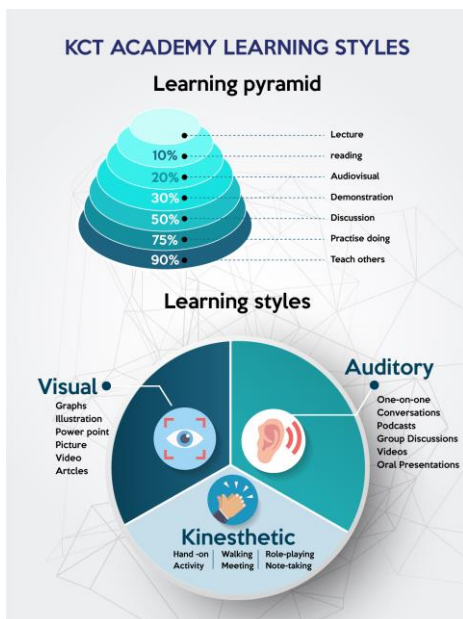 KCT ACADEMY LEARNING STYLES
Learning pyramid
Lecture
10% reading
20% Audiovisual
30% Demonstration
50% Discussion
75% Practise doing
90% Teach others
Learning styles
Visual
Graphs
Illustration
Power point
Picture
Video
Artcles
Auditory
One-on-one
Conversations
Podcasts
Group Discussions
Videos
Oral Presentations
Kinesthetic
Hand -on
Activity
Walking
Meeting
Role-playing
Note-taking